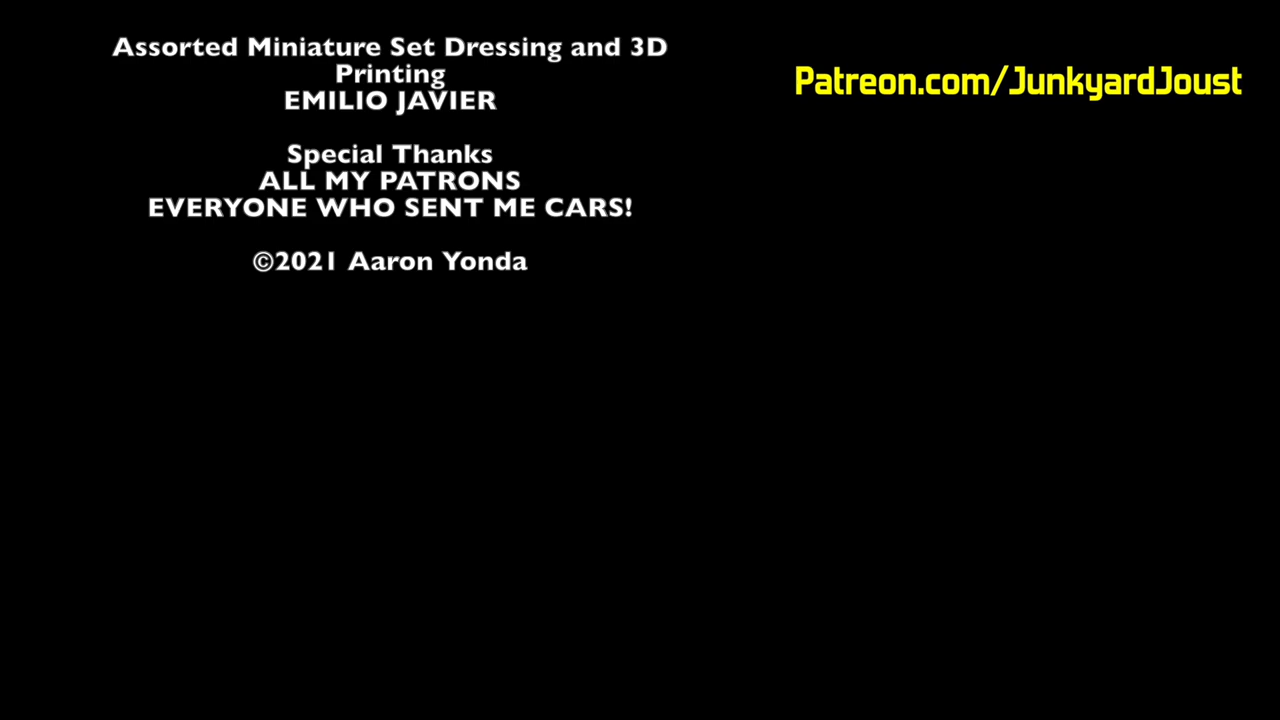 Assorted Miniature Set Dressing and 3D
Printing
EMILIO JAVIER
Special Thanks
ALL MY PATRONS
EVERYONE WHO SENT ME CARS!
©2021 Aaron Yonda
Patreon.com/JunkyardJoust